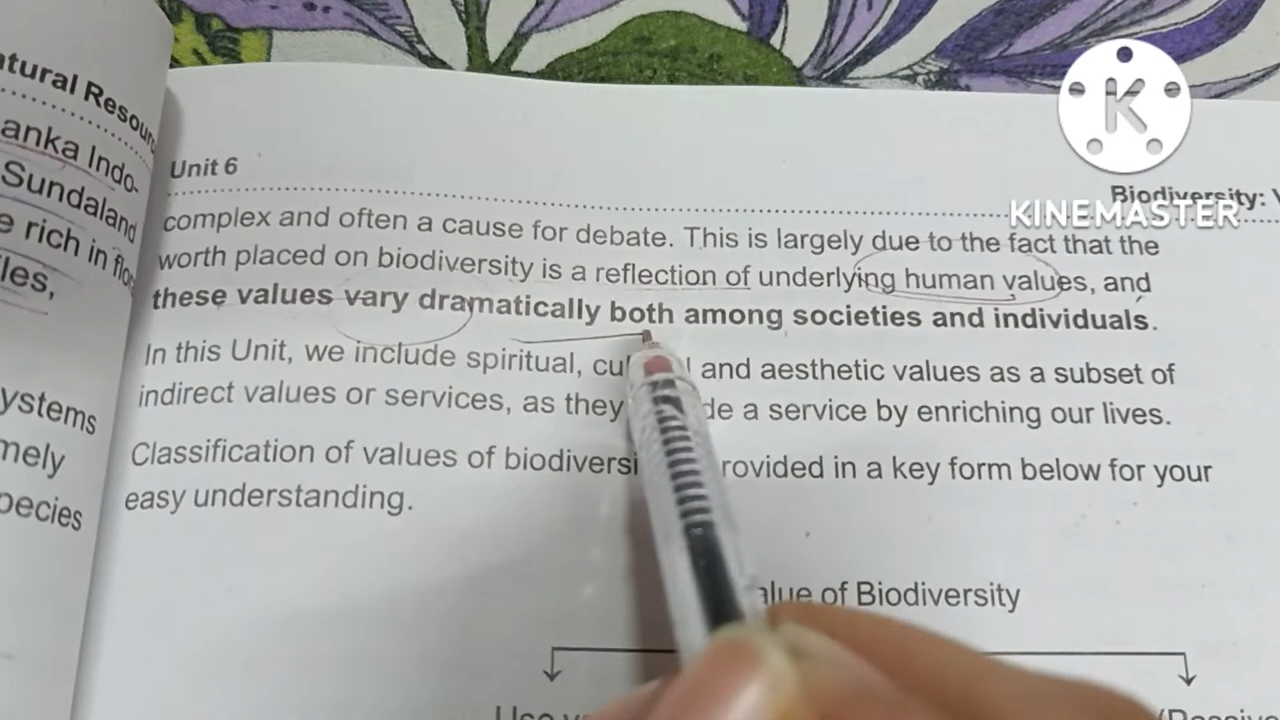 atural Resour
anka Indo-
Sundaland
e rich in flor
les,
ystems
nely
pecies
Unit 6
Biodiversity: V
complex and often a cause for debate. This is largely due to the fact that the
worth placed on biodiversity is a reflection of underlying human values, and
these values vary dramatically both among societies and individuals.
In this Unit, we include spiritual, cu l and aesthetic values as a subset of
indirect values or services, as they de a service by enriching our lives.
Classification of values of biodiversi rovided in a key form below for your
easy understanding.
alue of Biodiversity
Use v
K
KINEMASTER